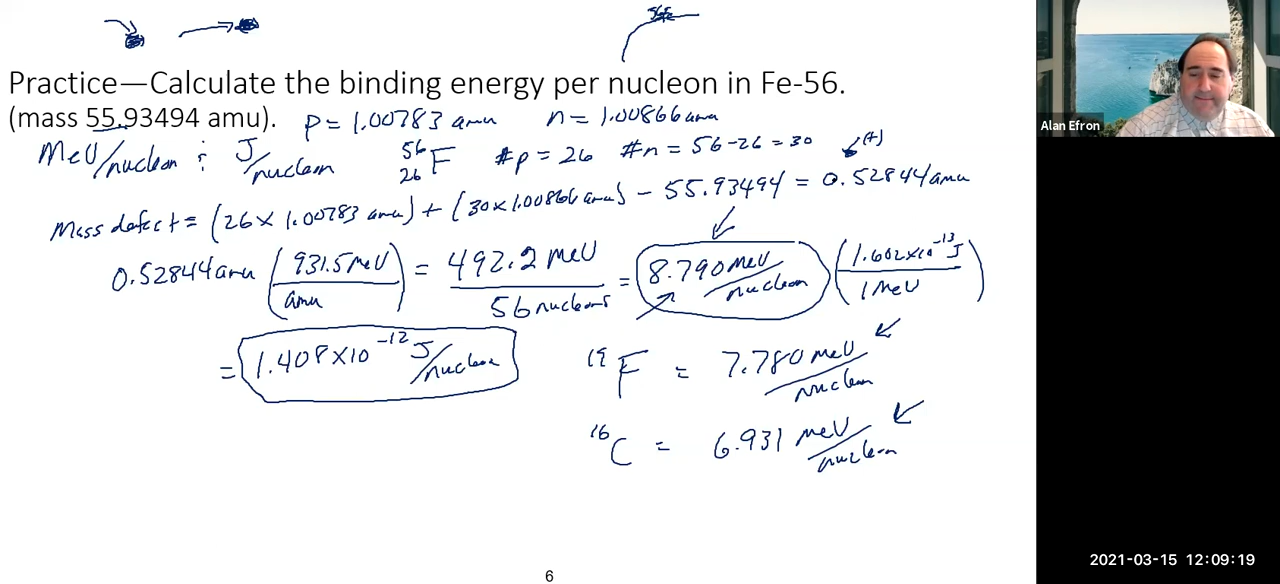 56Fe
Practice—Calculate the binding energy per nucleon in Fe-56.
(mass 55.93494 amu). p = 1.00783 amu n = 1.00866 amu
MeV/nucleon ; J/nucleon 56 26 F #p = 26 #n = 56-26 = 30 (+)
Mass defect = (26 × 1.00783 amu) + (30 × 1.00866 amu) - 55.93494 = 0.52844 amu
0.52844 amu (931.5 MeV / amu) = 492.2 MeV / 56 nucleons = 8.790 MeV/nucleon (1.602×10^-13 J / 1 MeV)
= 1.408×10^-12 J/nucleon
19 F = 7.780 MeV/nucleon
16 C = 6.931 MeV/nucleon
6
Alan Efron
2021-03-15 12:09:19